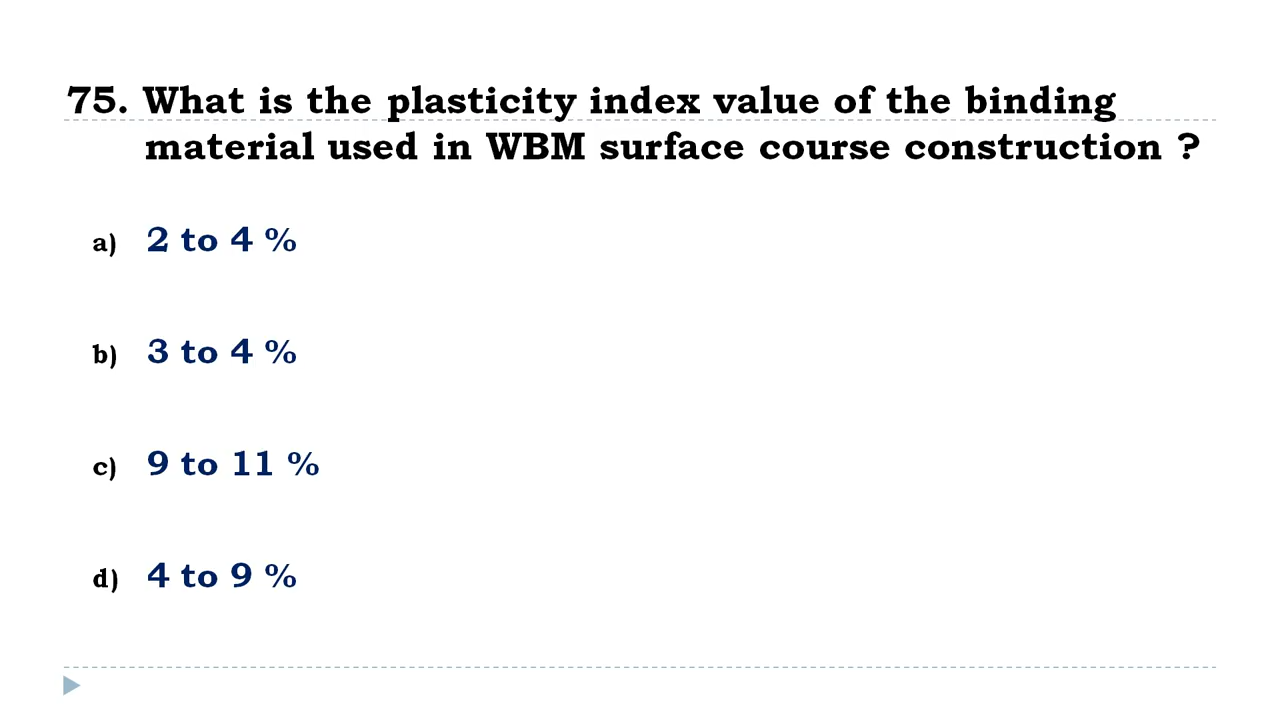 75. What is the plasticity index value of the binding
material used in WBM surface course construction ?
a) 2 to 4 %
b) 3 to 4 %
c) 9 to 11 %
d) 4 to 9 %